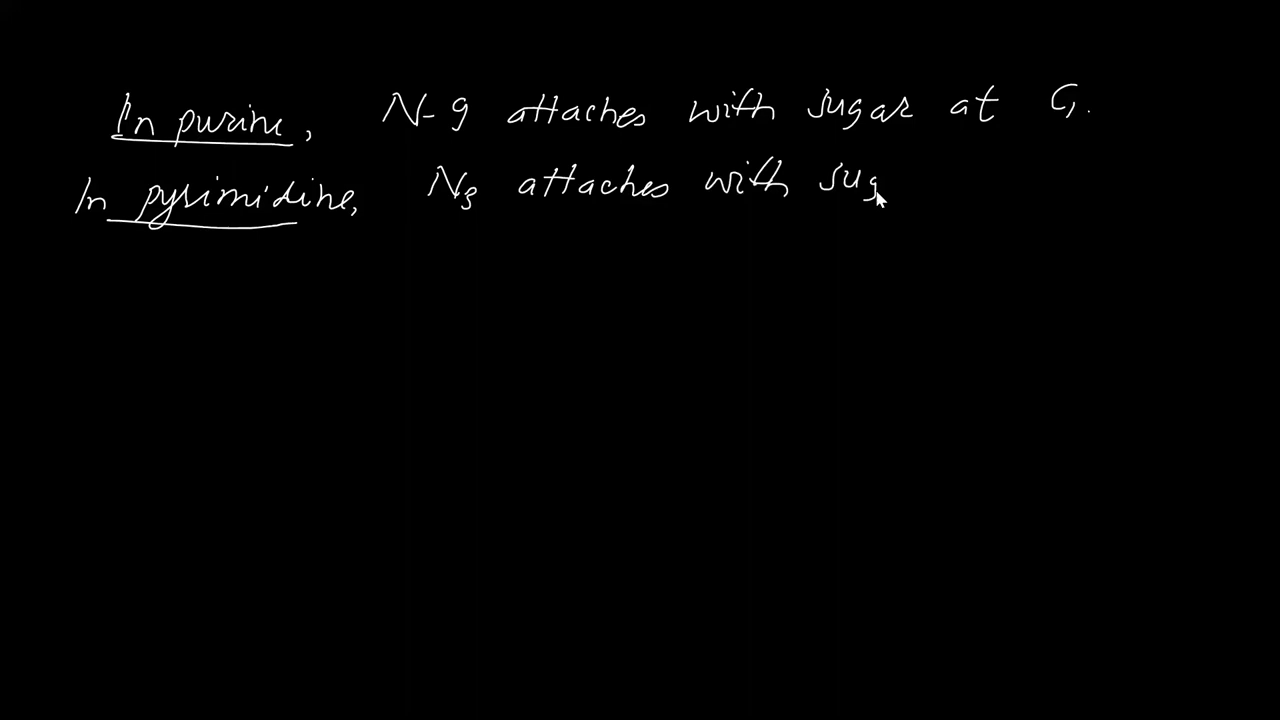 In purine, N-9 attaches with sugar at C1.
In pyrimidine, N3 attaches with sug